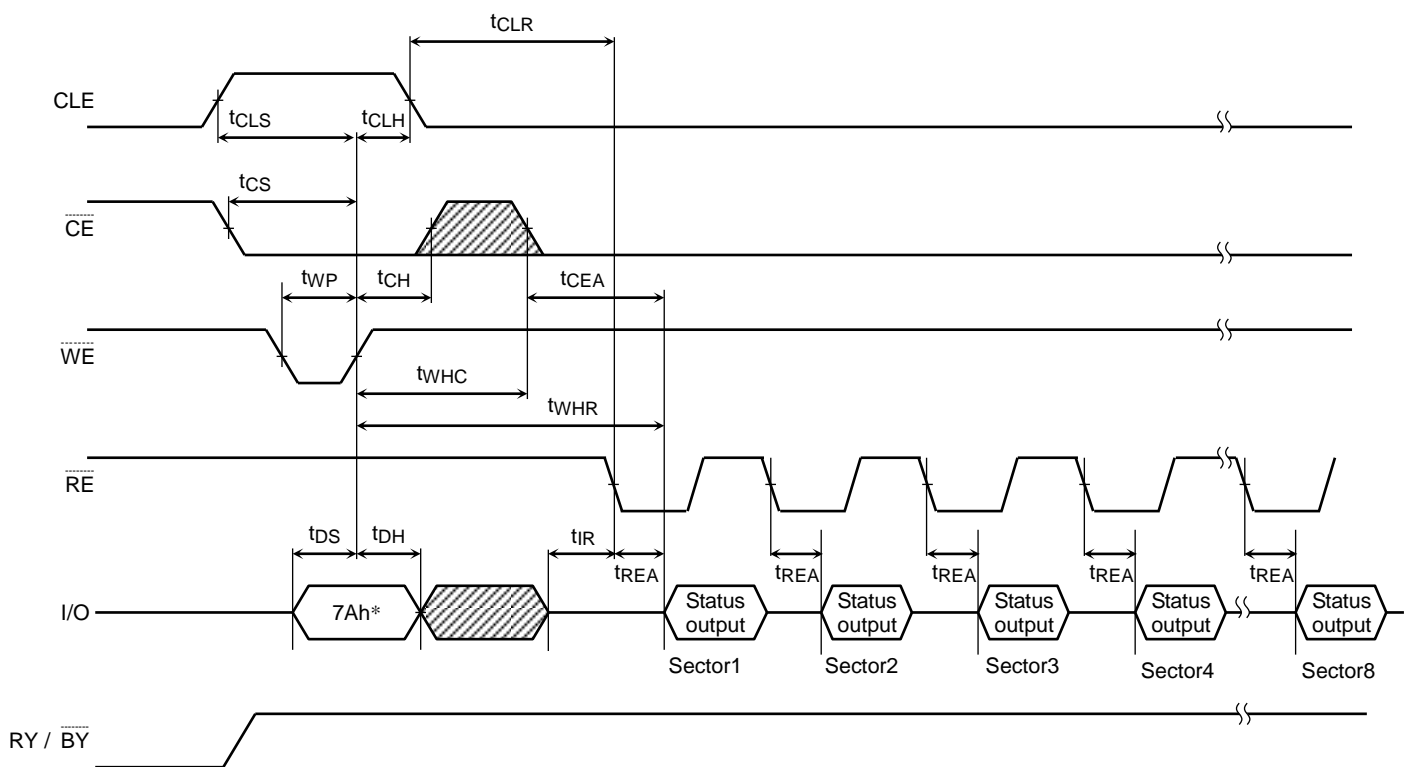 tCLR
CLE
tCLS
tCLH
tCS
CE
tWP
tCH
tCEA
WE
tWHC
tWHR
RE
tDS
tDH
tIR
tREA
tREA
tREA
tREA
tREA
I/O
7Ah*
Status output
Status output
Status output
Status output
Status output
Sector1
Sector2
Sector3
Sector4
Sector8
RY / BY